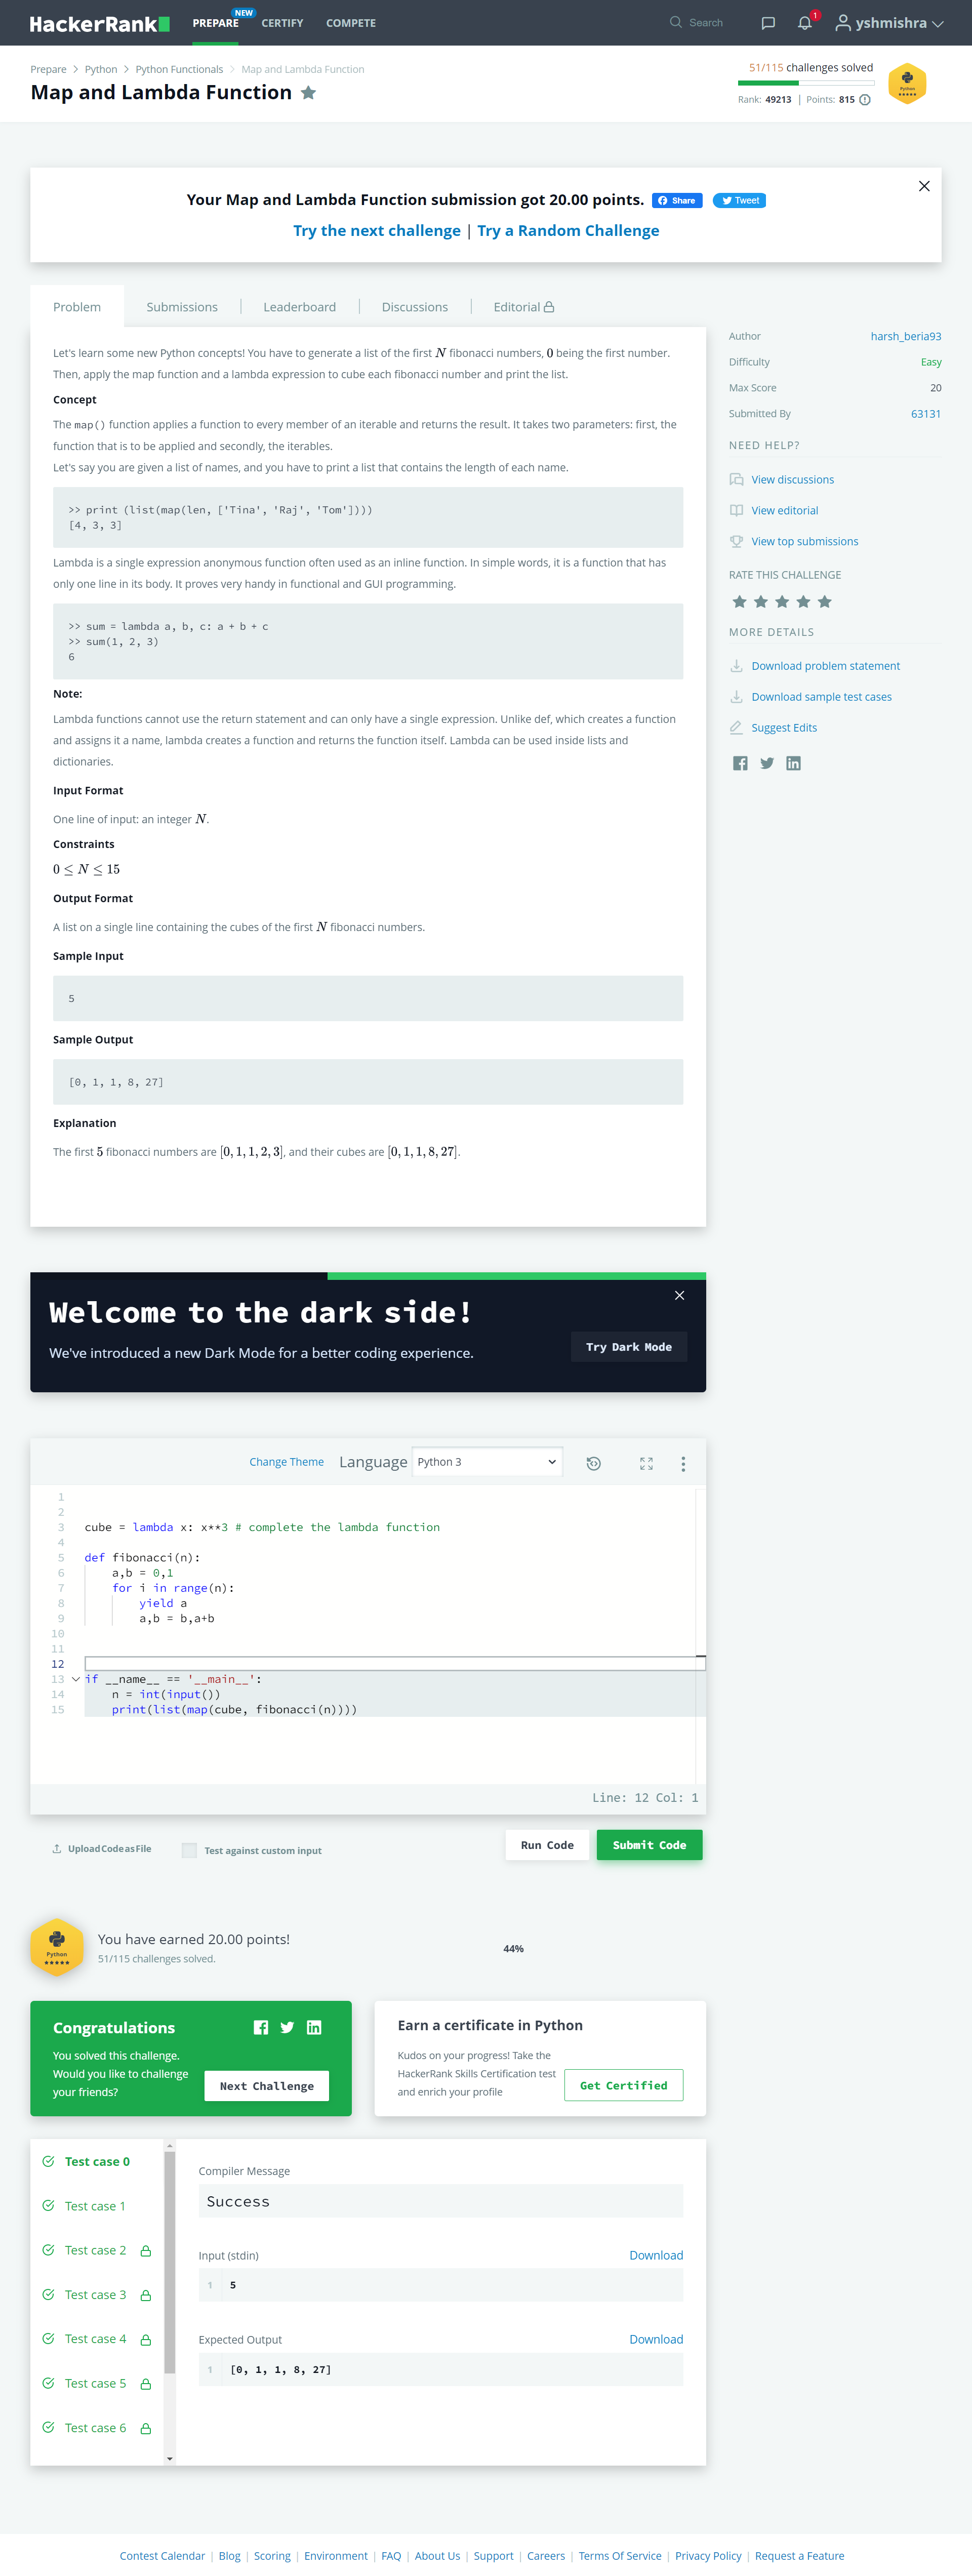 HackerRank
PREPARE NEW CERTIFY COMPETE Search 1 yshmishra
Prepare > Python > Python Functionals > Map and Lambda Function
Map and Lambda Function
51/115 challenges solved
Rank: 49213 | Points: 815
Python
Your Map and Lambda Function submission got 20.00 points. Share Tweet
Try the next challenge | Try a Random Challenge
Problem Submissions Leaderboard Discussions Editorial
Let's learn some new Python concepts! You have to generate a list of the first N fibonacci numbers, 0 being the first number.
Then, apply the map function and a lambda expression to cube each fibonacci number and print the list.
Concept
The map() function applies a function to every member of an iterable and returns the result. It takes two parameters: first, the
function that is to be applied and secondly, the iterables.
Let's say you are given a list of names, and you have to print a list that contains the length of each name.
>> print (list(map(len, ['Tina', 'Raj', 'Tom'])))
[4, 3, 3]
Lambda is a single expression anonymous function often used as an inline function. In simple words, it is a function that has
only one line in its body. It proves very handy in functional and GUI programming.
>> sum = lambda a, b, c: a + b + c
>> sum(1, 2, 3)
6
Note:
Lambda functions cannot use the return statement and can only have a single expression. Unlike def, which creates a function
and assigns it a name, lambda creates a function and returns the function itself. Lambda can be used inside lists and
dictionaries.
Input Format
One line of input: an integer N.
Constraints
0 ≤ N ≤ 15
Output Format
A list on a single line containing the cubes of the first N fibonacci numbers.
Sample Input
5
Sample Output
[0, 1, 1, 8, 27]
Explanation
The first 5 fibonacci numbers are [0, 1, 1, 2, 3], and their cubes are [0, 1, 1, 8, 27].
Author harsh_beria93
Difficulty Easy
Max Score 20
Submitted By 63131
NEED HELP?
View discussions
View editorial
View top submissions
RATE THIS CHALLENGE
MORE DETAILS
Download problem statement
Download sample test cases
Suggest Edits
Welcome to the dark side!
We've introduced a new Dark Mode for a better coding experience.
Try Dark Mode
Change Theme Language Python 3
1
2
3 cube = lambda x: x**3 # complete the lambda function
4
5 def fibonacci(n):
6 a,b = 0,1
7 for i in range(n):
8 yield a
9 a,b = b,a+b
10
11
12
13 if __name__ == '__main__':
14 n = int(input())
15 print(list(map(cube, fibonacci(n))))
Line: 12 Col: 1
Upload Code as File Test against custom input Run Code Submit Code
Python
You have earned 20.00 points!
51/115 challenges solved.
44%
Congratulations
You solved this challenge.
Would you like to challenge
your friends?
Next Challenge
Earn a certificate in Python
Kudos on your progress! Take the
HackerRank Skills Certification test
and enrich your profile
Get Certified
Test case 0
Test case 1
Test case 2
Test case 3
Test case 4
Test case 5
Test case 6
Compiler Message
Success
Input (stdin) Download
1 5
Expected Output Download
1 [0, 1, 1, 8, 27]
Contest Calendar | Blog | Scoring | Environment | FAQ | About Us | Support | Careers | Terms Of Service | Privacy Policy | Request a Feature